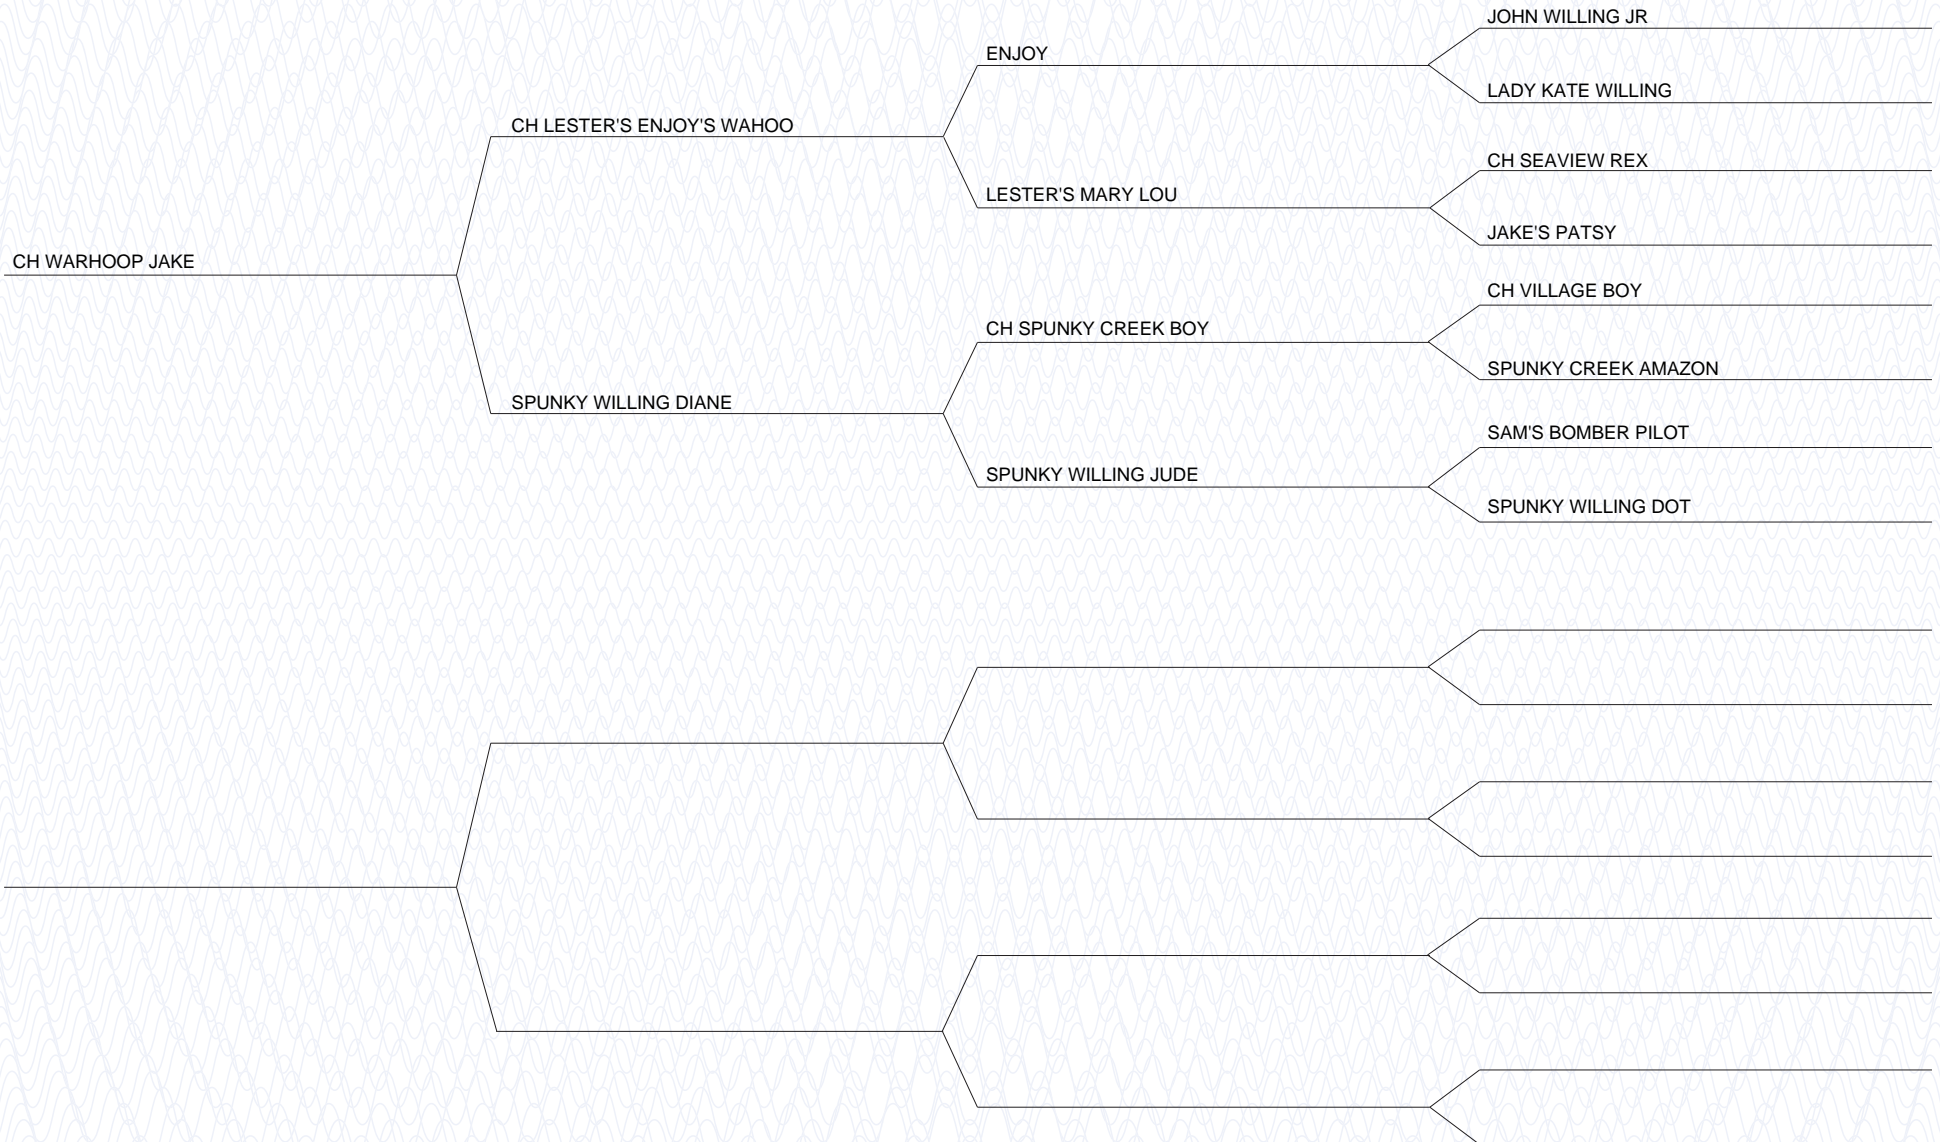 JOHN WILLING JR
ENJOY
LADY KATE WILLING
CH LESTER'S ENJOY'S WAHOO
CH SEAVIEW REX
LESTER'S MARY LOU
JAKE'S PATSY
CH WARHOOP JAKE
CH VILLAGE BOY
CH SPUNKY CREEK BOY
SPUNKY CREEK AMAZON
SPUNKY WILLING DIANE
SAM'S BOMBER PILOT
SPUNKY WILLING JUDE
SPUNKY WILLING DOT